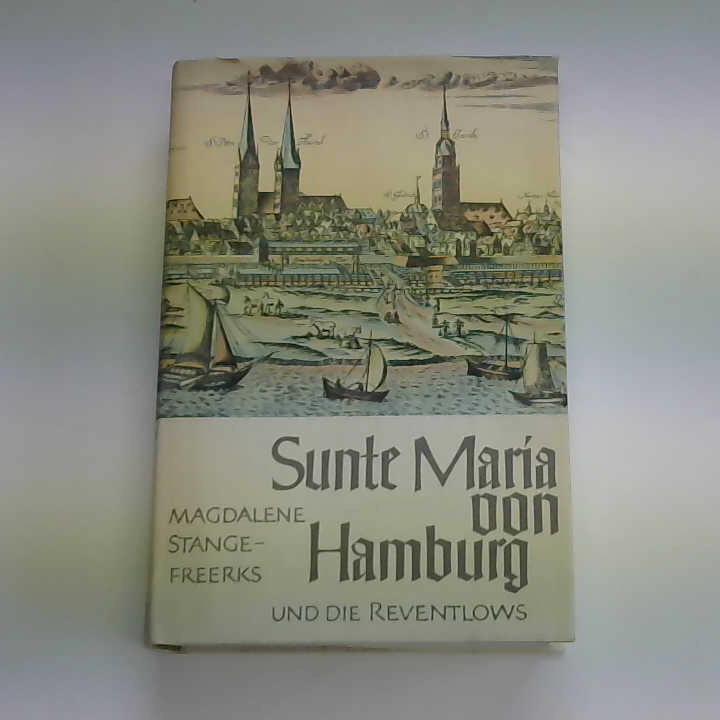 Sunte Maria
von
Hamburg
MAGDALENE
STANGE-
FREERKS
UND DIE REVENTLOWS